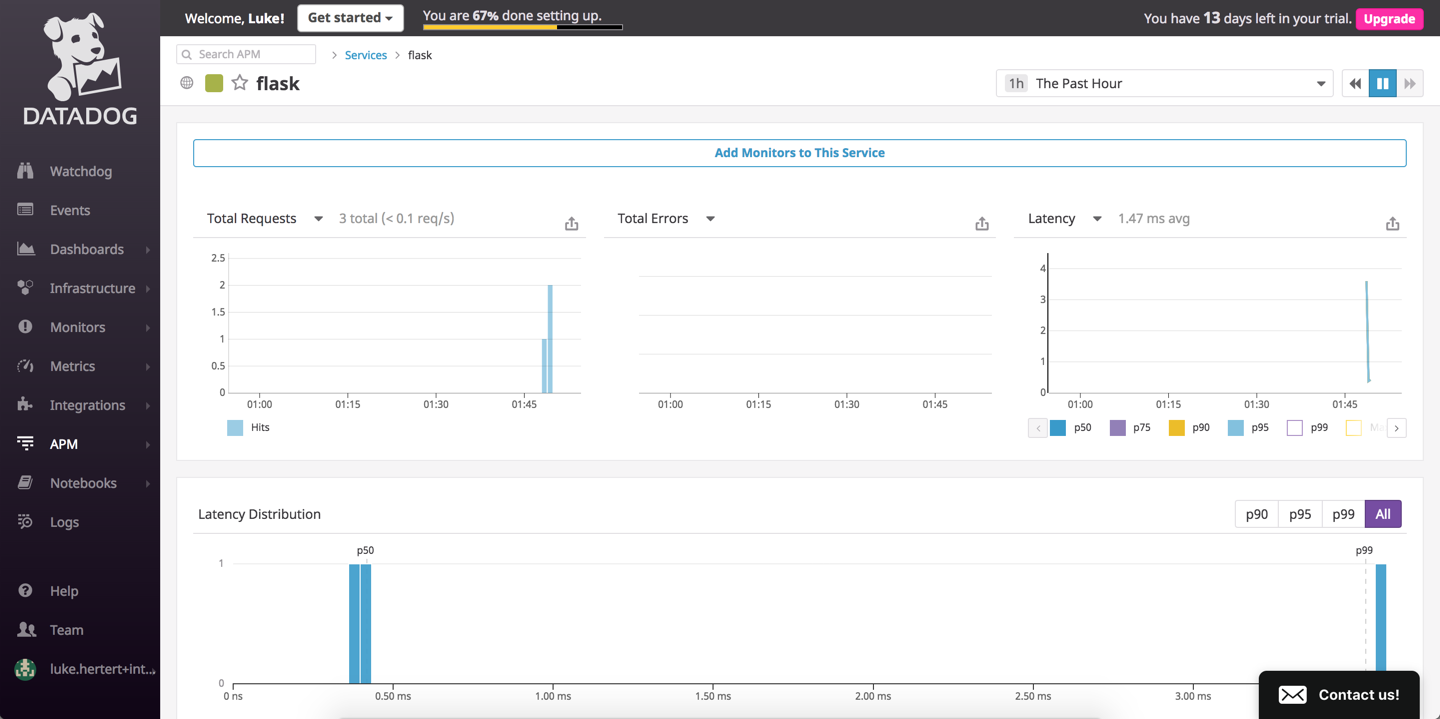 Welcome, Luke!
Get started
You are 67% done setting up.
You have 13 days left in your trial.
Upgrade
DATADOG
Watchdog
Events
Dashboards
Infrastructure
Monitors
Metrics
Integrations
APM
Notebooks
Logs
Help
Team
luke.hertert+int...
Search APM
> Services > flask
flask
1h The Past Hour
Add Monitors to This Service
Total Requests
3 total (< 0.1 req/s)
2.5
2
1.5
1
0.5
0
01:00 01:15 01:30 01:45
Hits
Total Errors
01:00 01:15 01:30 01:45
Latency
1.47 ms avg
4
3
2
1
0
01:00 01:15 01:30 01:45
p50 p75 p90 p95 p99 Ma
Latency Distribution
p90 p95 p99 All
p50
p99
1
0
0 ns 0.50 ms 1.00 ms 1.50 ms 2.00 ms 2.50 ms 3.00 ms
Contact us!